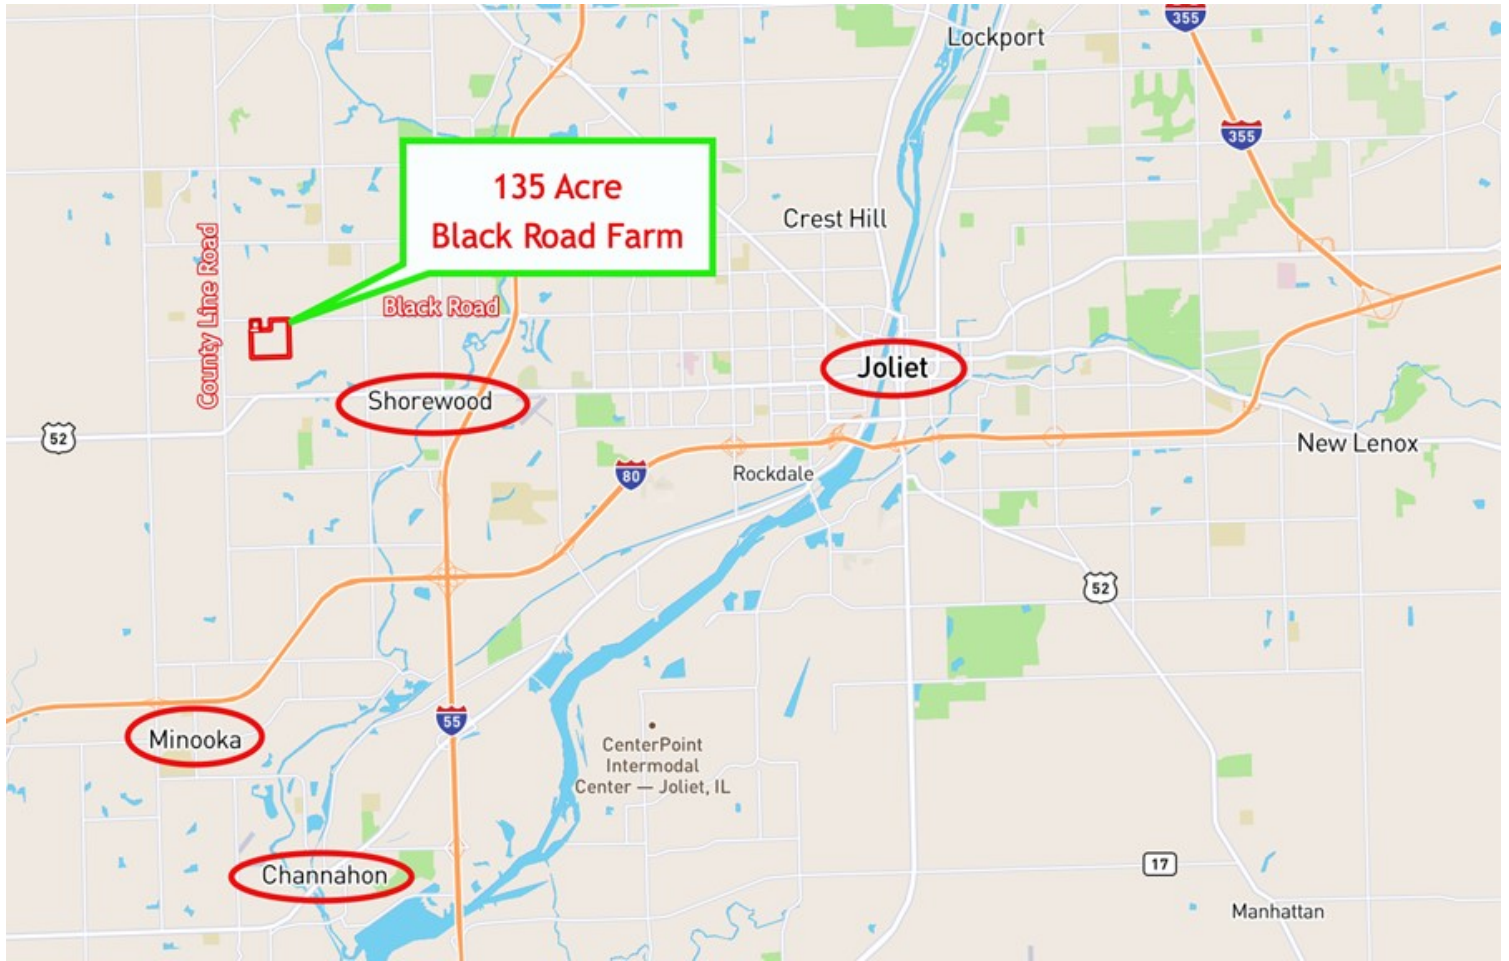 355
Lockport
355
135 Acre
Black Road Farm
Crest Hill
County Line Road
Black Road
Joliet
Shorewood
52
New Lenox
80
Rockdale
52
55
Minooka
CenterPoint
Intermodal
Center — Joliet, IL
17
Channahon
Manhattan